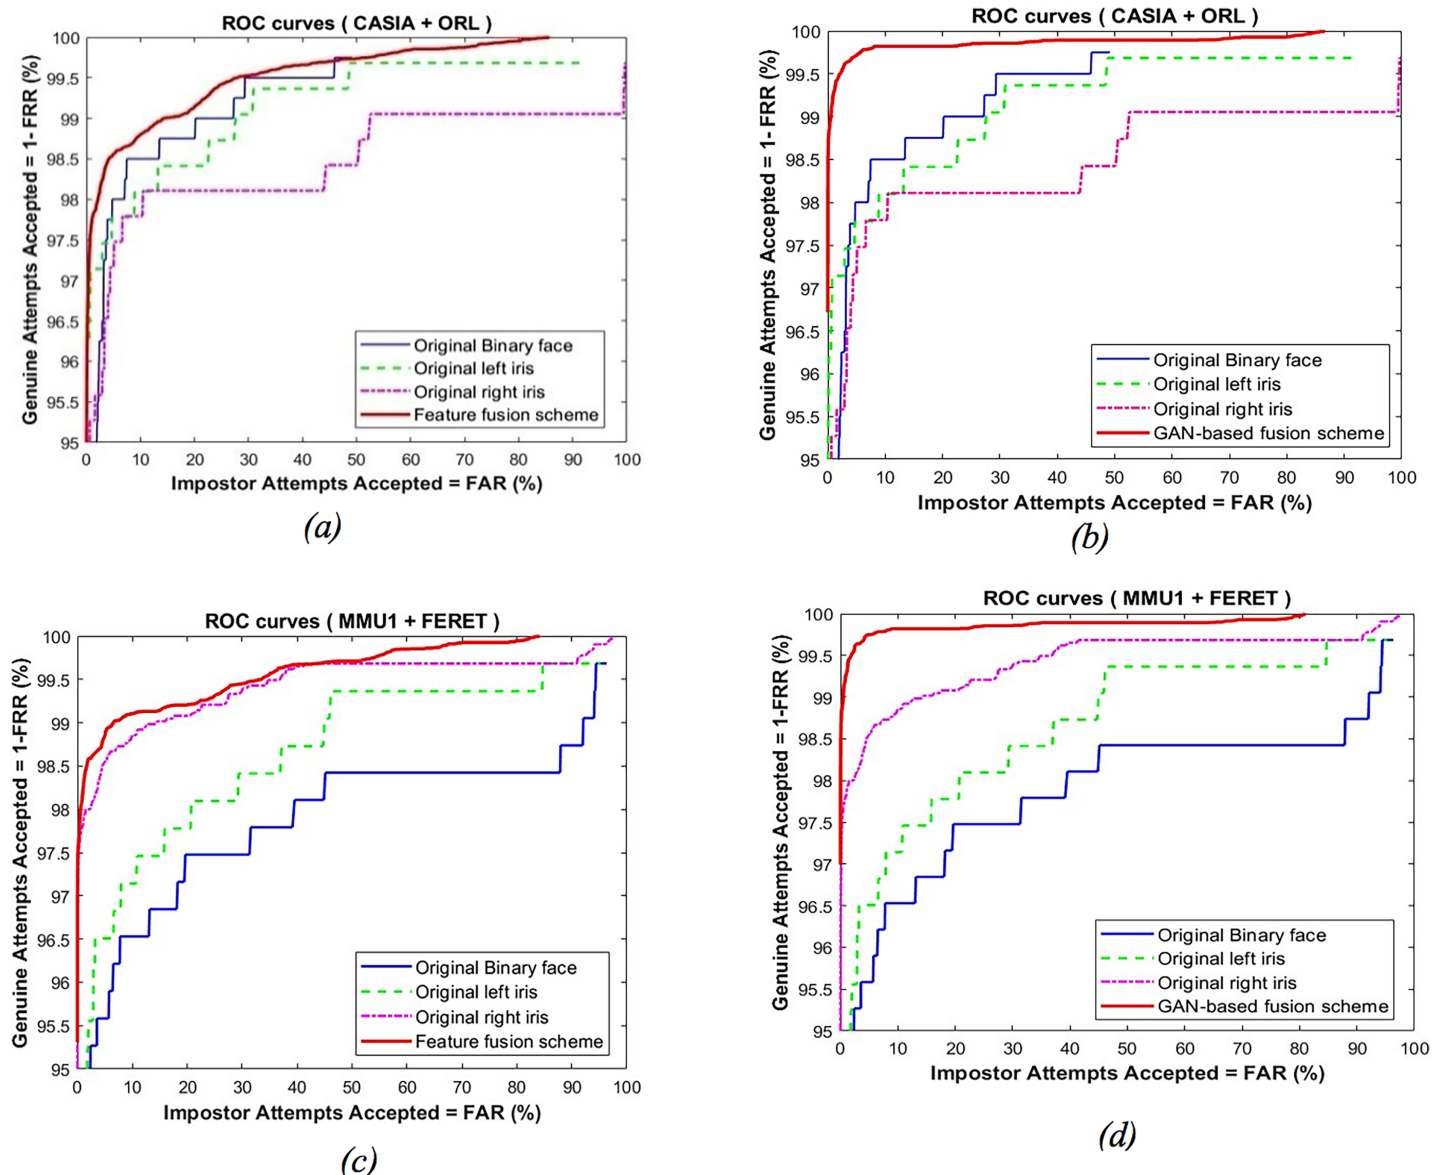 ROC curves ( CASIA + ORL )
Genuine Attempts Accepted = 1- FRR (%)
100
99.5
99
98.5
98
97.5
97
96.5
96
95.5
95
0 10 20 30 40 50 60 70 80 90 100
Impostor Attempts Accepted = FAR (%)
Original Binary face
Original left iris
Original right iris
Feature fusion scheme
(a)
ROC curves ( CASIA + ORL )
Genuine Attempts Accepted = 1- FRR (%)
100
99.5
99
98.5
98
97.5
97
96.5
96
95.5
95
0 10 20 30 40 50 60 70 80 90 100
Impostor Attempts Accepted = FAR (%)
Original Binary face
Original left iris
Original right iris
GAN-based fusion scheme
(b)
ROC curves ( MMU1 + FERET )
Genuine Attempts Accepted = 1-FRR (%)
100
99.5
99
98.5
98
97.5
97
96.5
96
95.5
95
0 10 20 30 40 50 60 70 80 90 100
Impostor Attempts Accepted = FAR (%)
Original Binary face
Original left iris
Original right iris
Feature fusion scheme
(c)
ROC curves ( MMU1 + FERET )
Genuine Attempts Accepted = 1-FRR (%)
100
99.5
99
98.5
98
97.5
97
96.5
96
95.5
95
0 10 20 30 40 50 60 70 80 90 100
Impostor Attempts Accepted = FAR (%)
Original Binary face
Original left iris
Original right iris
GAN-based fusion scheme
(d)